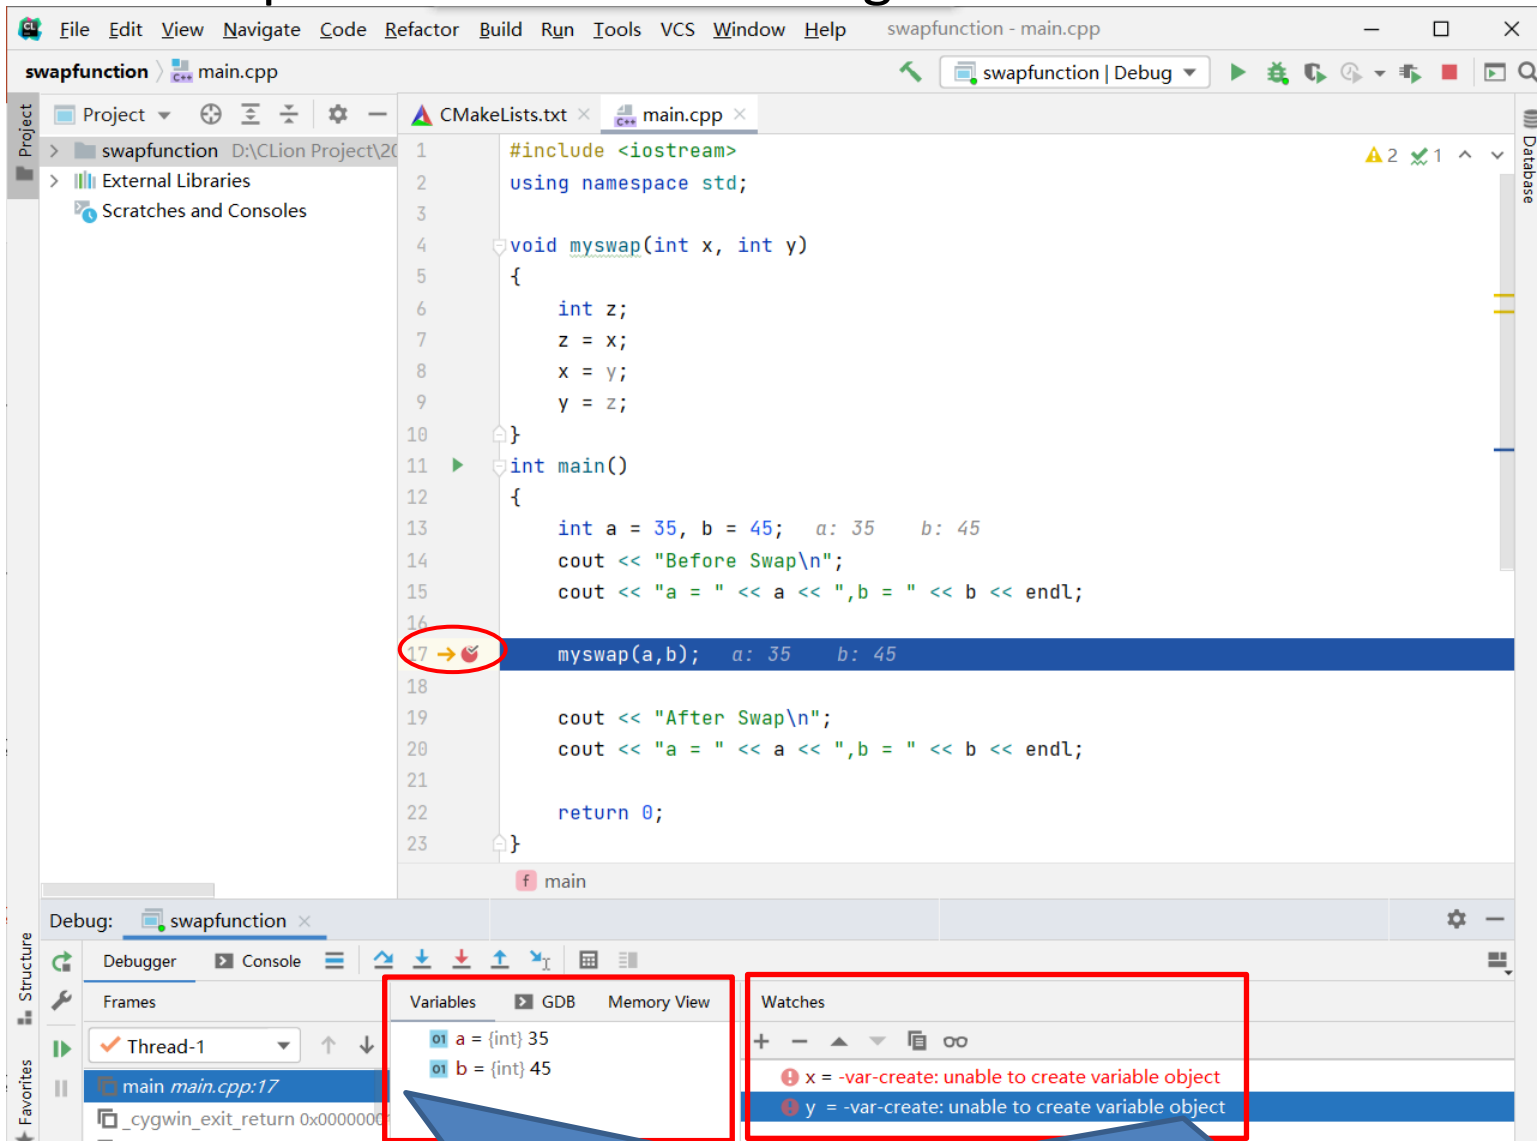 File Edit View Navigate Code Refactor Build Run Tools VCS Window Help swapfunction - main.cpp
swapfunction main.cpp swapfunction | Debug
Project CMakeLists.txt main.cpp
Project
swapfunction D:\CLion Project\20
External Libraries
Scratches and Consoles
Database
2 1
1 #include <iostream>
2 using namespace std;
3
4 void myswap(int x, int y)
5 {
6 int z;
7 z = x;
8 x = y;
9 y = z;
10 }
11 int main()
12 {
13 int a = 35, b = 45; a: 35 b: 45
14 cout << "Before Swap\n";
15 cout << "a = " << a << ",b = " << b << endl;
16
17 myswap(a,b); a: 35 b: 45
18
19 cout << "After Swap\n";
20 cout << "a = " << a << ",b = " << b << endl;
21
22 return 0;
23 }
f main
Debug: swapfunction
Structure
Favorites
Debugger Console
Frames Variables GDB Memory View Watches
Thread-1
main main.cpp:17
_cygwin_exit_return 0x0000000
01 a = {int} 35
01 b = {int} 45
x = -var-create: unable to create variable object
y = -var-create: unable to create variable object